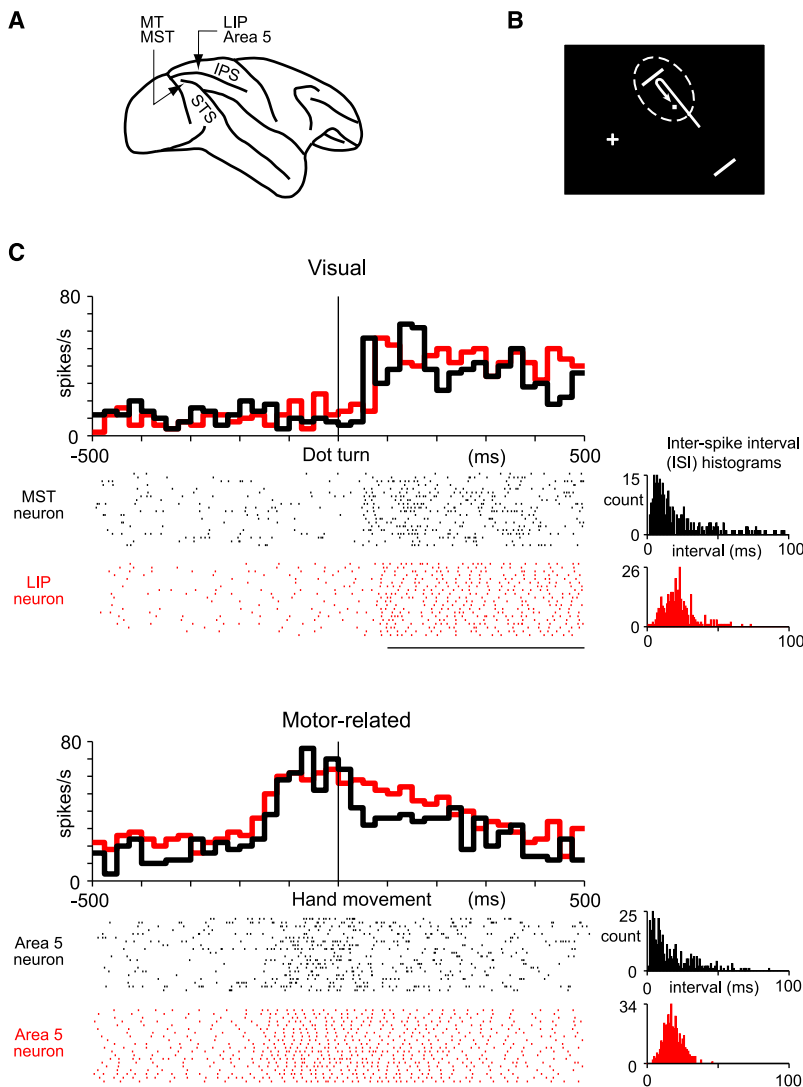 A
MT
MST
LIP
Area 5
IPS
STS
B
C
Visual
80
spikes/s
0
-500
Dot turn
(ms)
500
MST
neuron
LIP
neuron
Inter-spike interval
(ISI) histograms
15
count
0
0
interval (ms)
100
26
0
0
100
Motor-related
80
spikes/s
0
-500
Hand movement
(ms)
500
Area 5
neuron
Area 5
neuron
25
count
0
0
interval (ms)
100
34
0
0
100